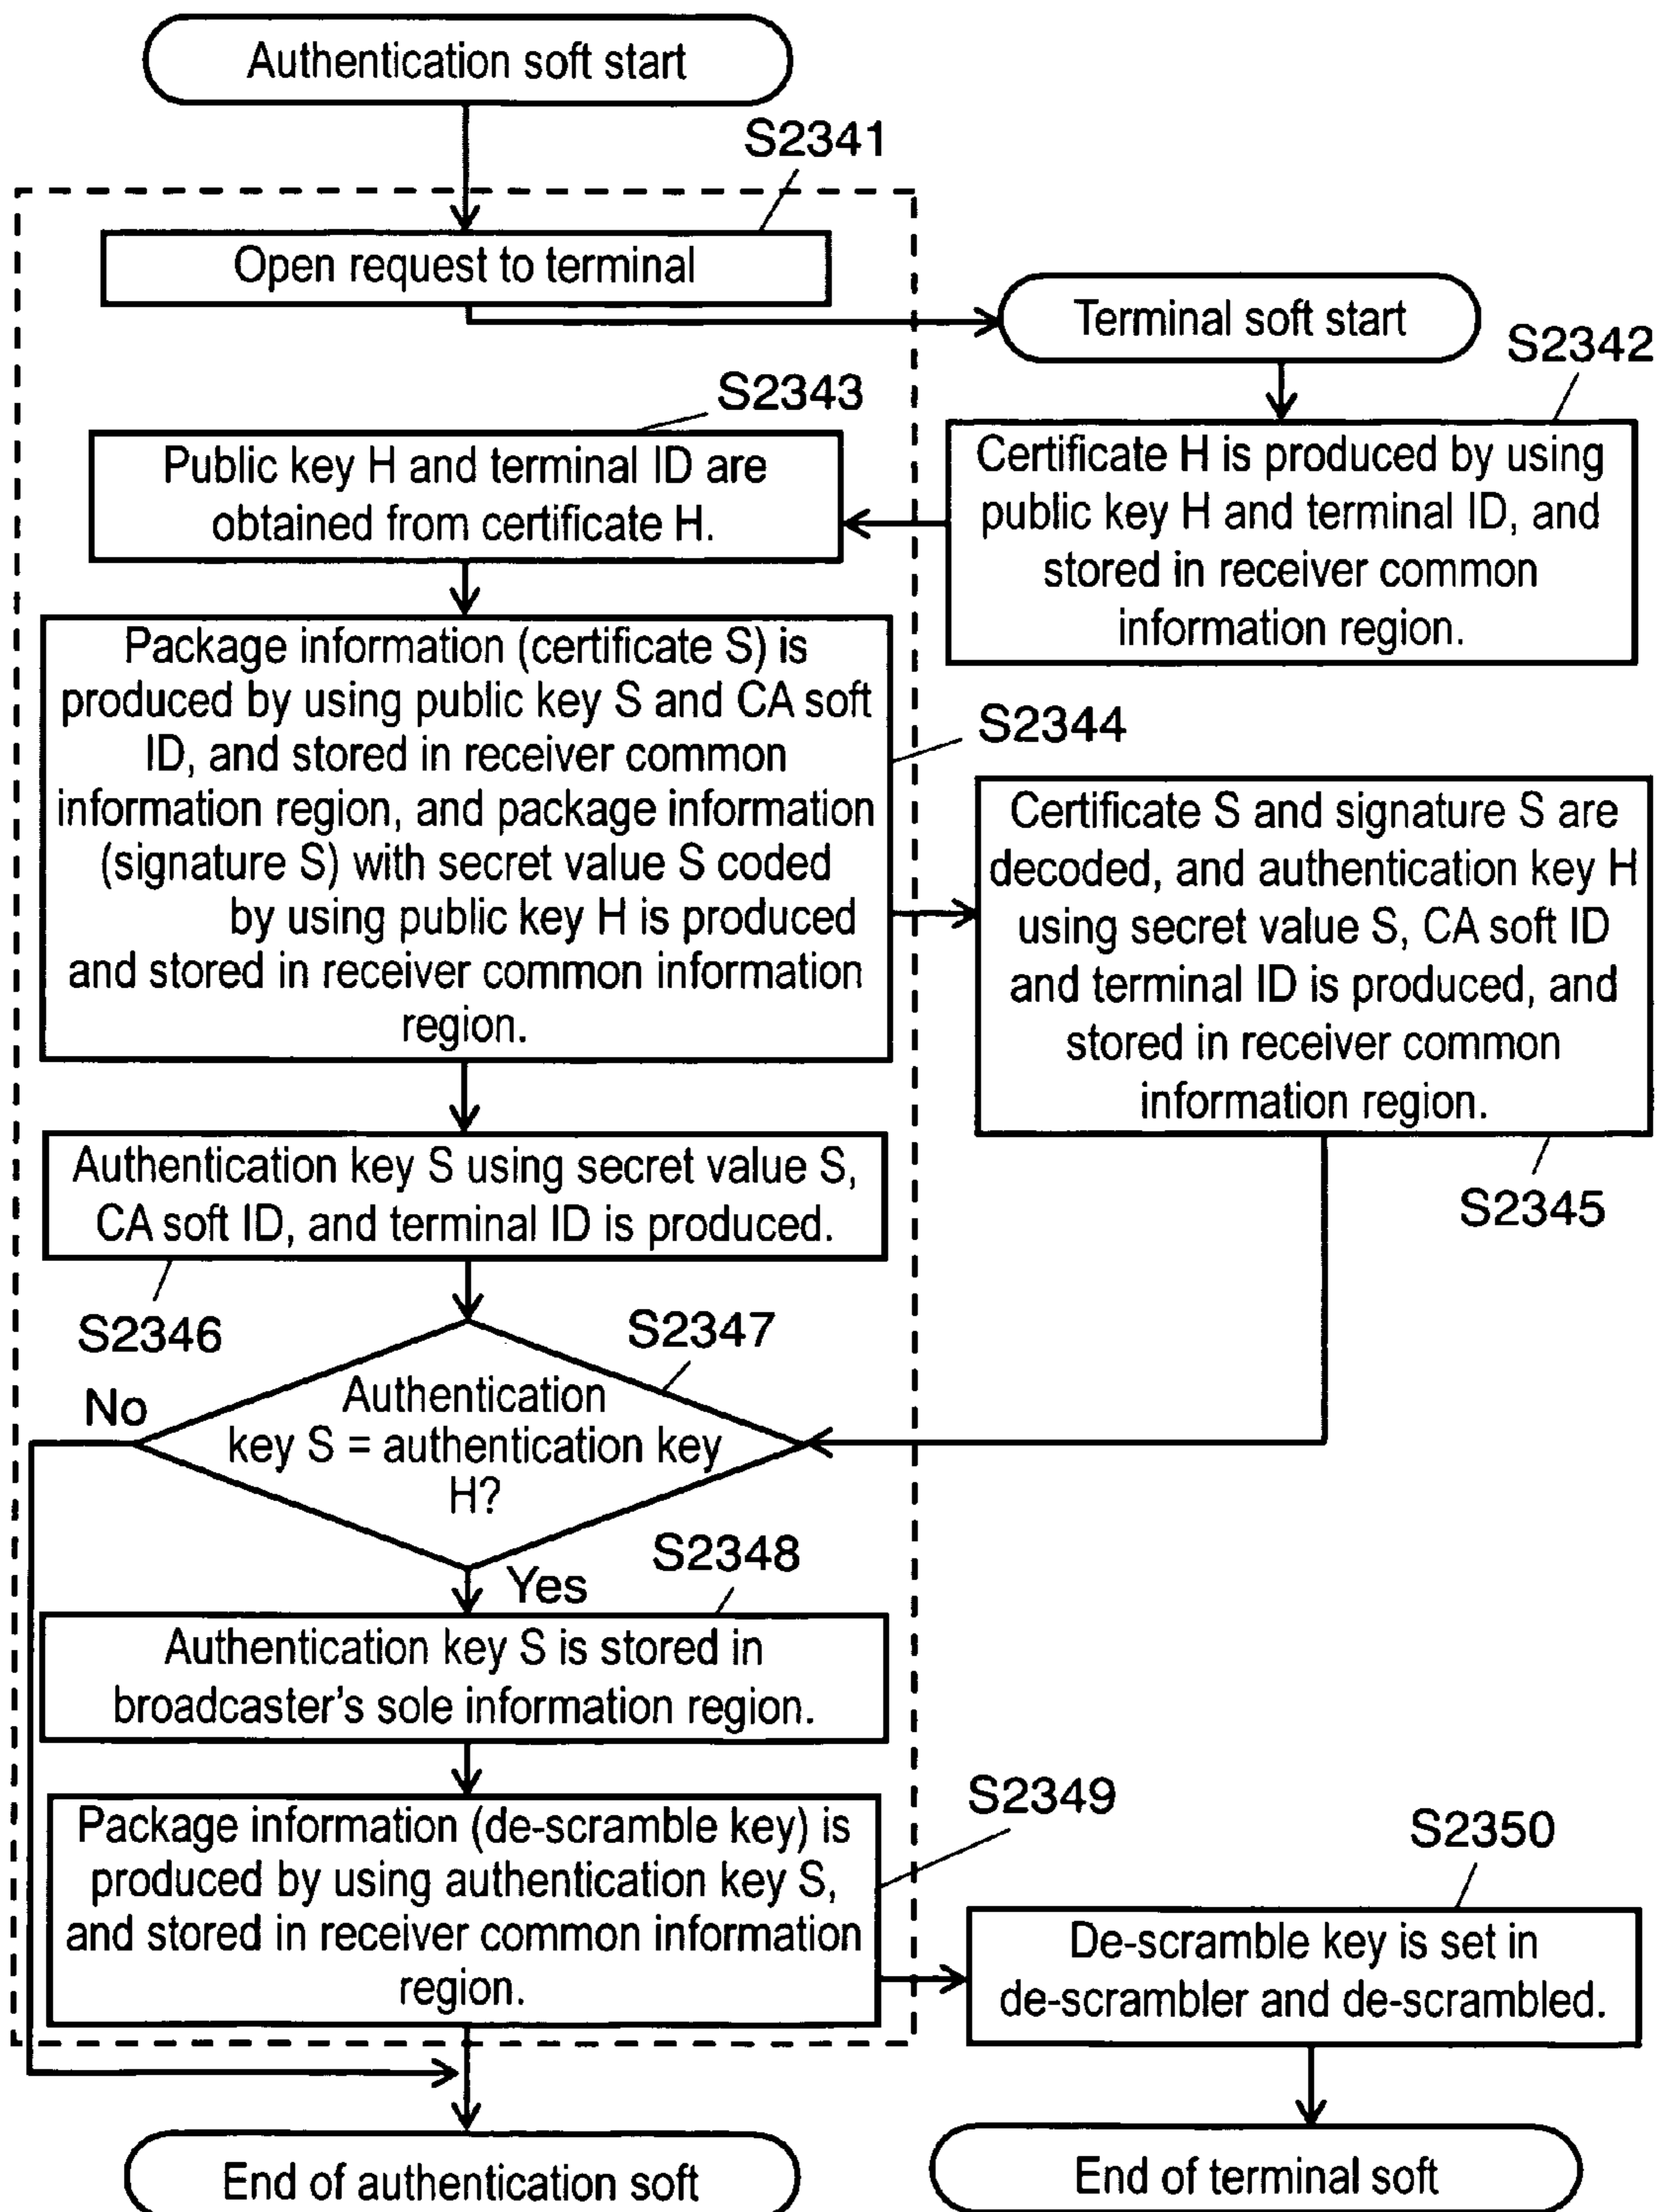 Authentication soft start
S2341
Open request to terminal
Terminal soft start
S2342
S2343
Public key H and terminal ID are
obtained from certificate H.
Certificate H is produced by using
public key H and terminal ID, and
stored in receiver common
information region.
Package information (certificate S) is
produced by using public key S and CA soft
ID, and stored in receiver common
information region, and package information
(signature S) with secret value S coded
by using public key H is produced
and stored in receiver common information
region.
S2344
Certificate S and signature S are
decoded, and authentication key H
using secret value S, CA soft ID
and terminal ID is produced, and
stored in receiver common
information region.
S2345
Authentication key S using secret value S,
CA soft ID, and terminal ID is produced.
S2346
S2347
No
Authentication
key S = authentication key
H?
S2348
Yes
Authentication key S is stored in
broadcaster's sole information region.
S2349
Package information (de-scramble key) is
produced by using authentication key S,
and stored in receiver common information
region.
S2350
De-scramble key is set in
de-scrambler and de-scrambled.
End of authentication soft
End of terminal soft